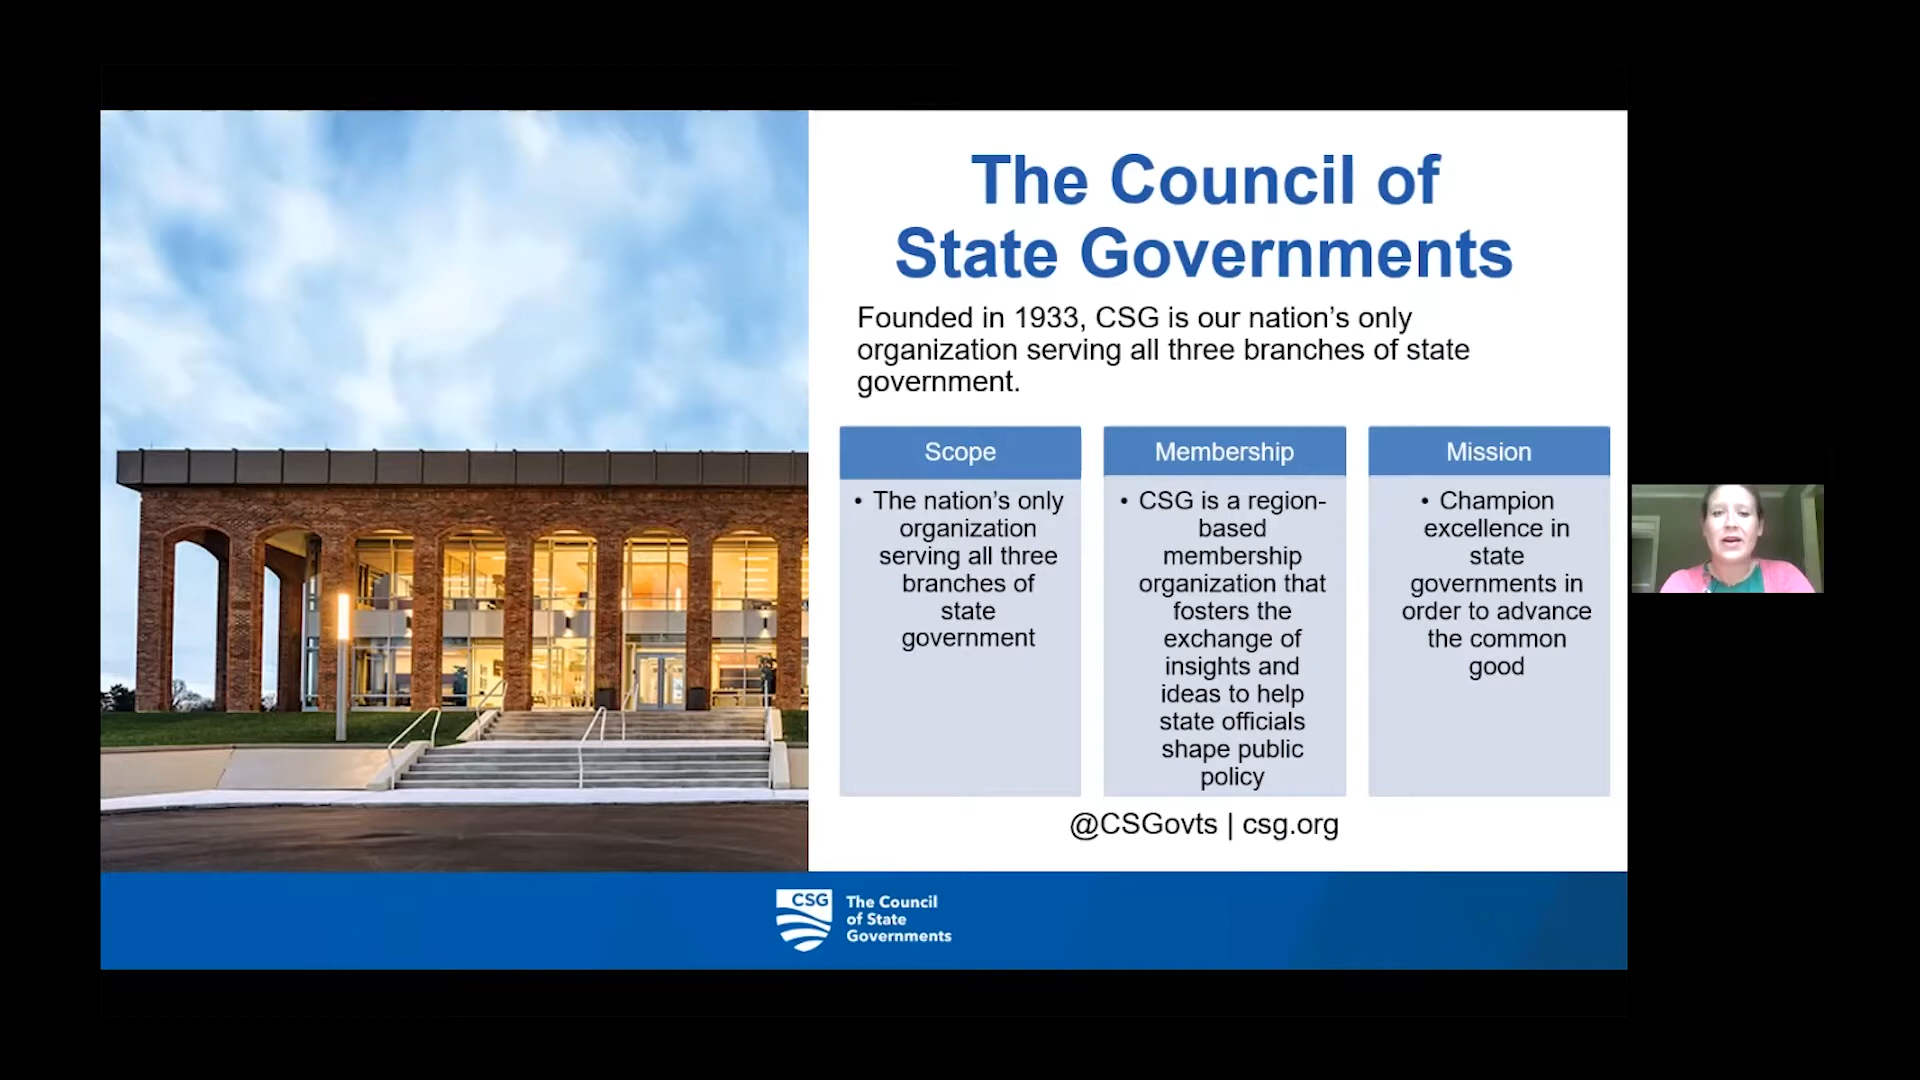 The Council of
State Governments
Founded in 1933, CSG is our nation’s only
organization serving all three branches of state
government.
Scope
• The nation’s only
organization
serving all three
branches of
state
government
Membership
• CSG is a region-
based
membership
organization that
fosters the
exchange of
insights and
ideas to help
state officials
shape public
policy
Mission
• Champion
excellence in
state
governments in
order to advance
the common
good
@CSGovts | csg.org
CSG
The Council
of State
Governments